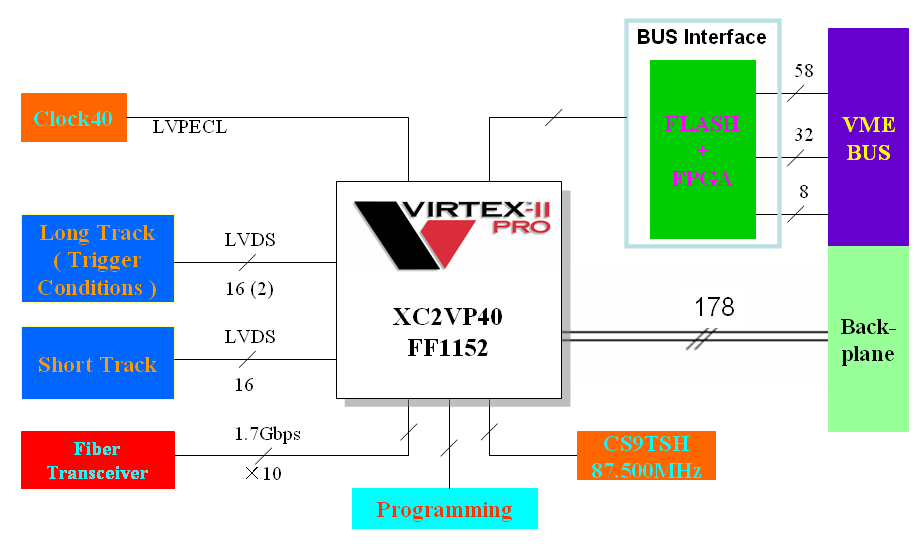 BUS Interface
Clock40
LVPECL
FLASH
+
FPGA
58
32
8
VME
BUS
VIRTEX-II
PRO
Long Track
( Trigger
Conditions )
LVDS
16 (2)
XC2VP40
FF1152
178
Back-
plane
Short Track
LVDS
16
Fiber
Transceiver
1.7Gbps
×10
CS9TSH
87.500MHz
Programming